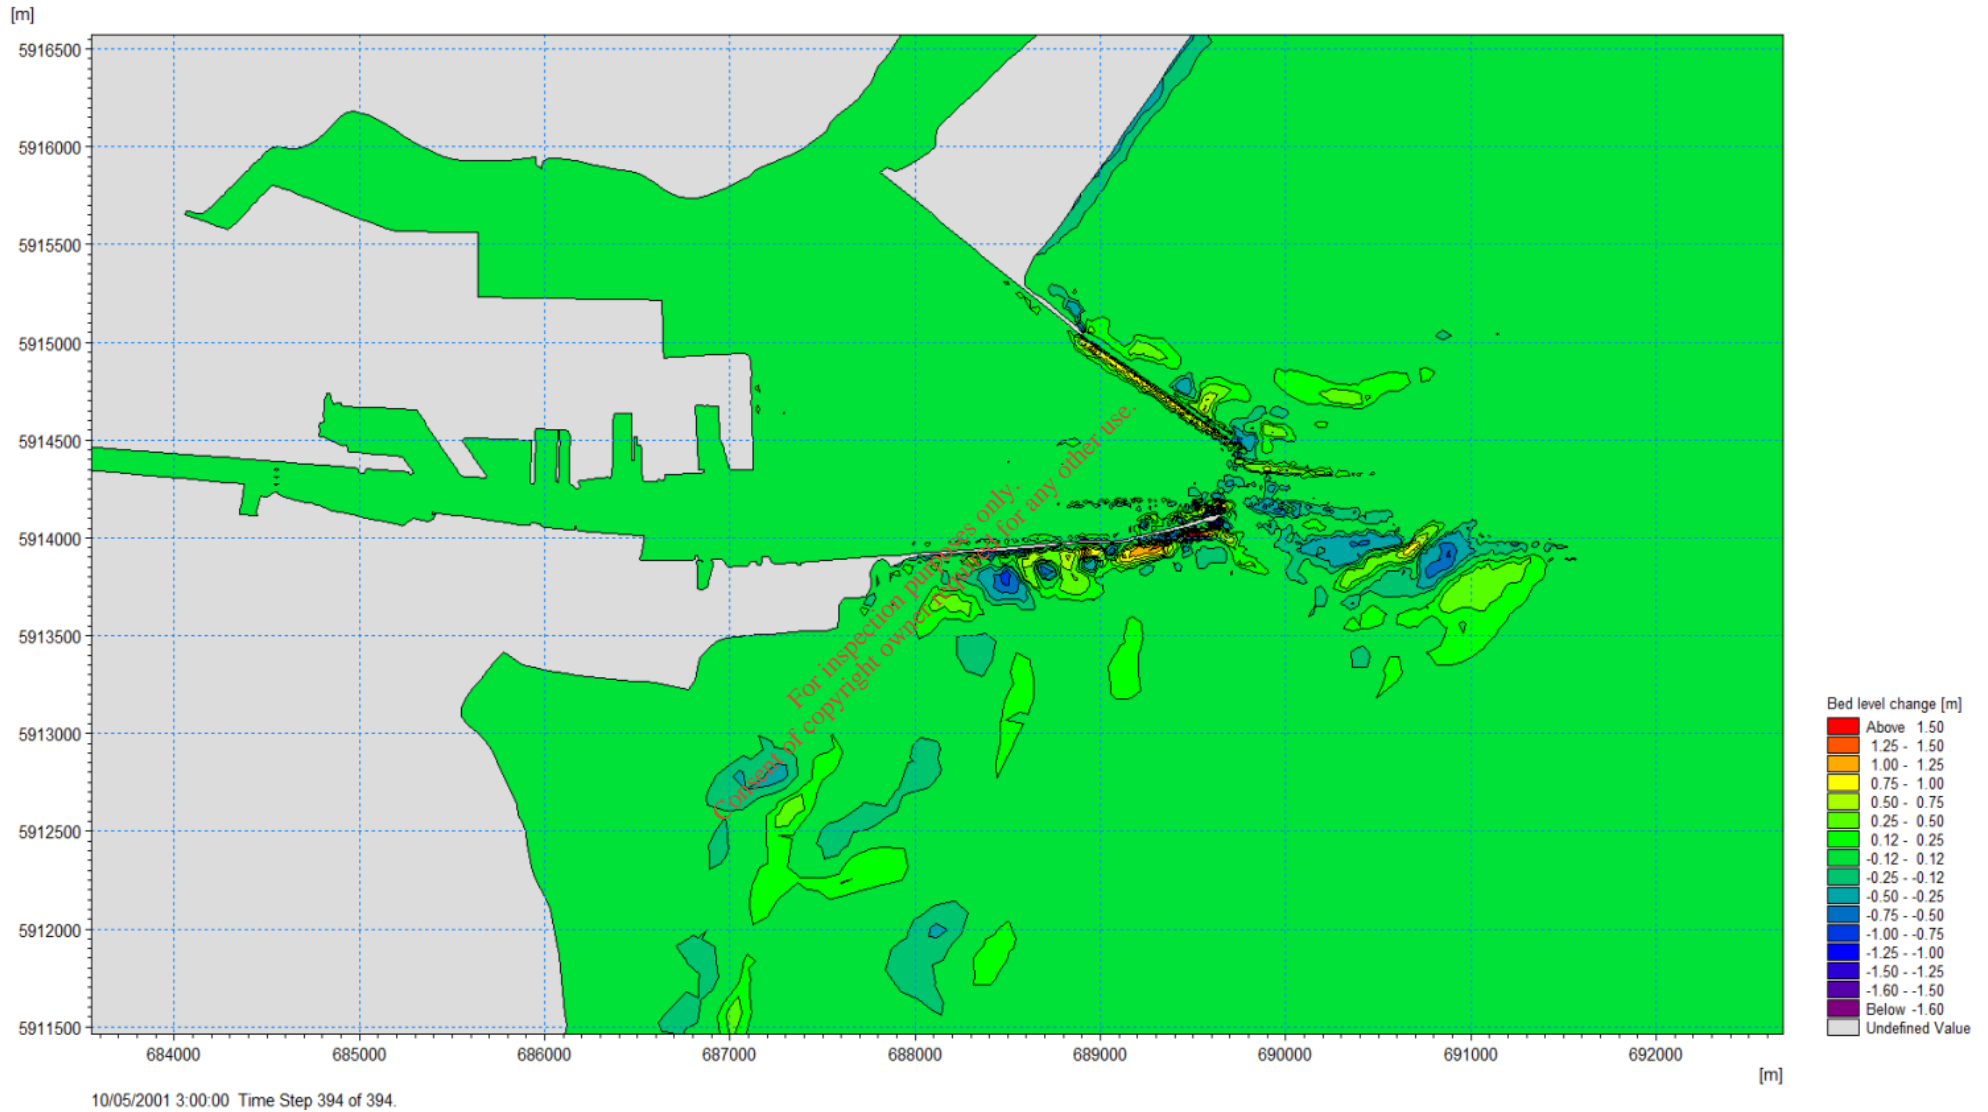 [m]
5916500
5916000
5915500
5915000
5914500
5914000
5913500
5913000
5912500
5912000
5911500
For inspection purposes only.
Consent of copyright owner required for any other use.
Bed level change [m]
Above 1.50
1.25 - 1.50
1.00 - 1.25
0.75 - 1.00
0.50 - 0.75
0.25 - 0.50
0.12 - 0.25
-0.12 - 0.12
-0.25 - -0.12
-0.50 - -0.25
-0.75 - -0.50
-1.00 - -0.75
-1.25 - -1.00
-1.50 - -1.25
-1.60 - -1.50
Below -1.60
Undefined Value
684000 685000 686000 687000 688000 689000 690000 691000 692000
[m]
10/05/2001 3:00:00 Time Step 394 of 394.